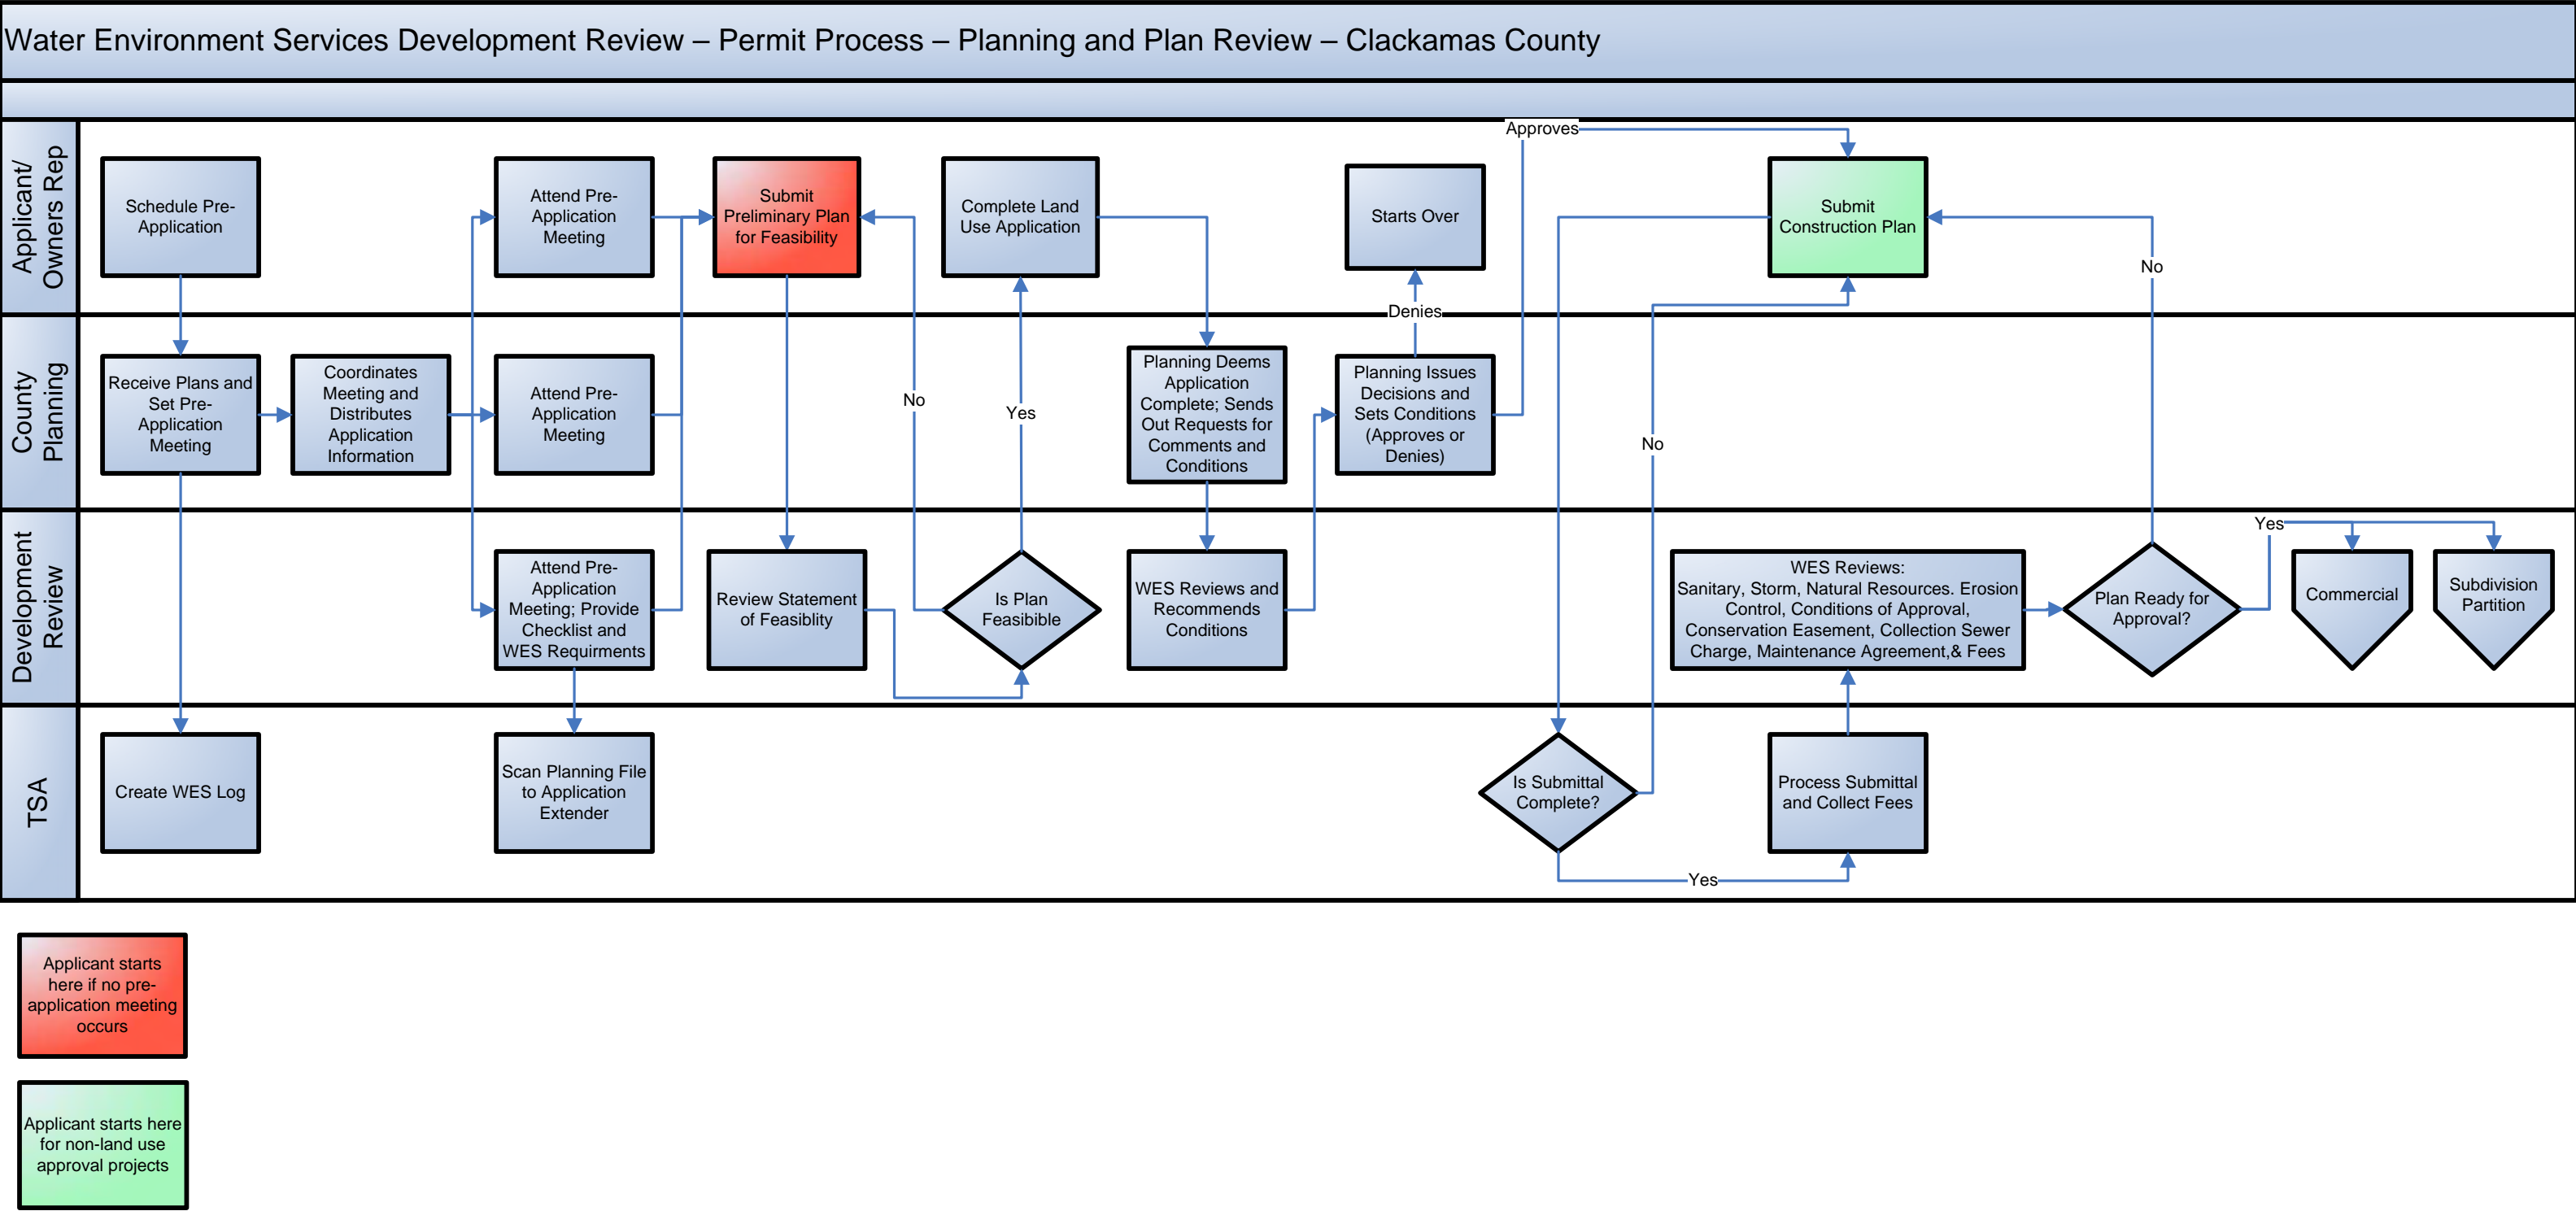 Water Environment Services Development Review – Permit Process – Planning and Plan Review – Clackamas County
Applicant/
Owners Rep
Schedule Pre-
Application
Attend Pre-
Application
Meeting
Submit
Preliminary Plan
for Feasibility
Complete Land
Use Application
Starts Over
Approves
Submit
Construction Plan
No
Denies
County
Planning
Receive Plans and
Set Pre-
Application
Meeting
Coordinates
Meeting and
Distributes
Application
Information
Attend Pre-
Application
Meeting
No
Yes
Planning Deems
Application
Complete; Sends
Out Requests for
Comments and
Conditions
Planning Issues
Decisions and
Sets Conditions
(Approves or
Denies)
No
Development
Review
Attend Pre-
Application
Meeting; Provide
Checklist and
WES Requirments
Review Statement
of Feasiblity
Is Plan
Feasibible
WES Reviews and
Recommends
Conditions
WES Reviews:
Sanitary, Storm, Natural Resources. Erosion
Control, Conditions of Approval,
Conservation Easement, Collection Sewer
Charge, Maintenance Agreement,& Fees
Plan Ready for
Approval?
Yes
Commercial
Subdivision
Partition
TSA
Create WES Log
Scan Planning File
to Application
Extender
Is Submittal
Complete?
Yes
Process Submittal
and Collect Fees
Applicant starts
here if no pre-
application meeting
occurs
Applicant starts here
for non-land use
approval projects